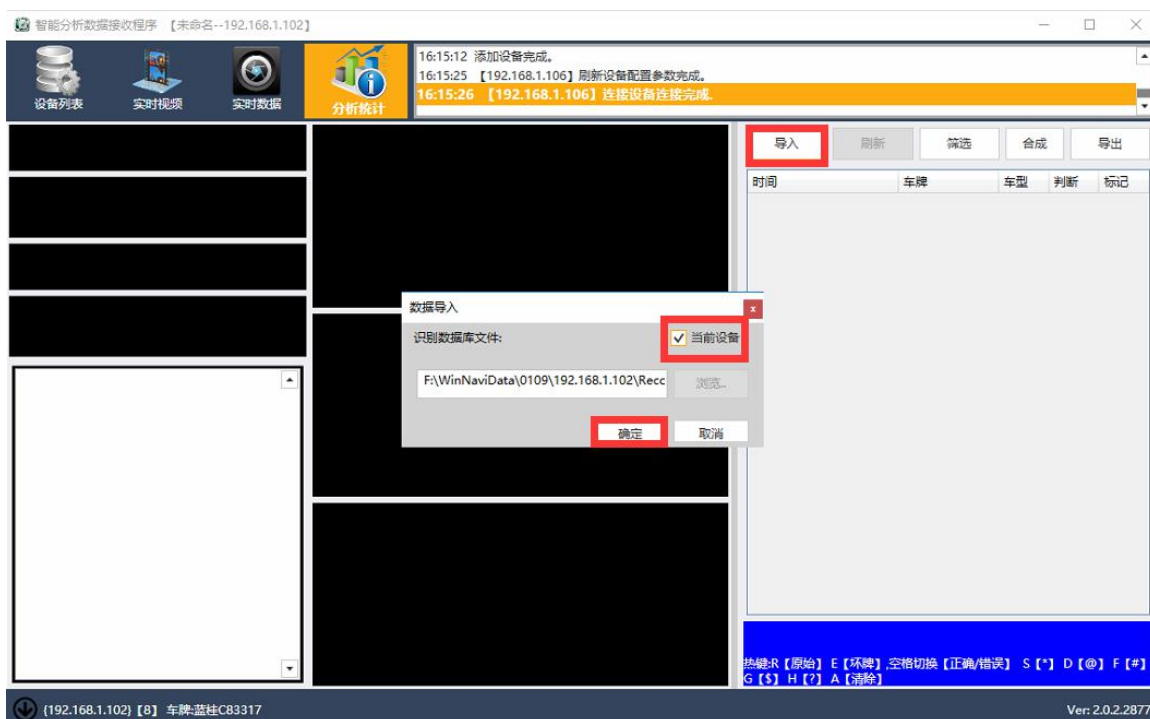 智能分析数据接收程序 【未命名--192.168.1.102】
设备列表
实时视频
实时数据
分析统计
16:15:12 添加设备完成。
16:15:25 【192.168.1.106】刷新设备配置参数完成。
16:15:26 【192.168.1.106】连接设备连接完成.
导入
刷新
筛选
合成
导出
时间 车牌 车型 判断 标记
数据导入
识别数据库文件:
当前设备
F:\WinNaviData\0109\192.168.1.102\Recc
浏览...
确定
取消
热键:R【原始】 E【坏牌】,空格切换【正确/错误】 S【*】 D【@】 F【#】
G【$】 H【?】 A【清除】
{192.168.1.102}【8】 车牌:蓝桂C83317
Ver: 2.0.2.2877